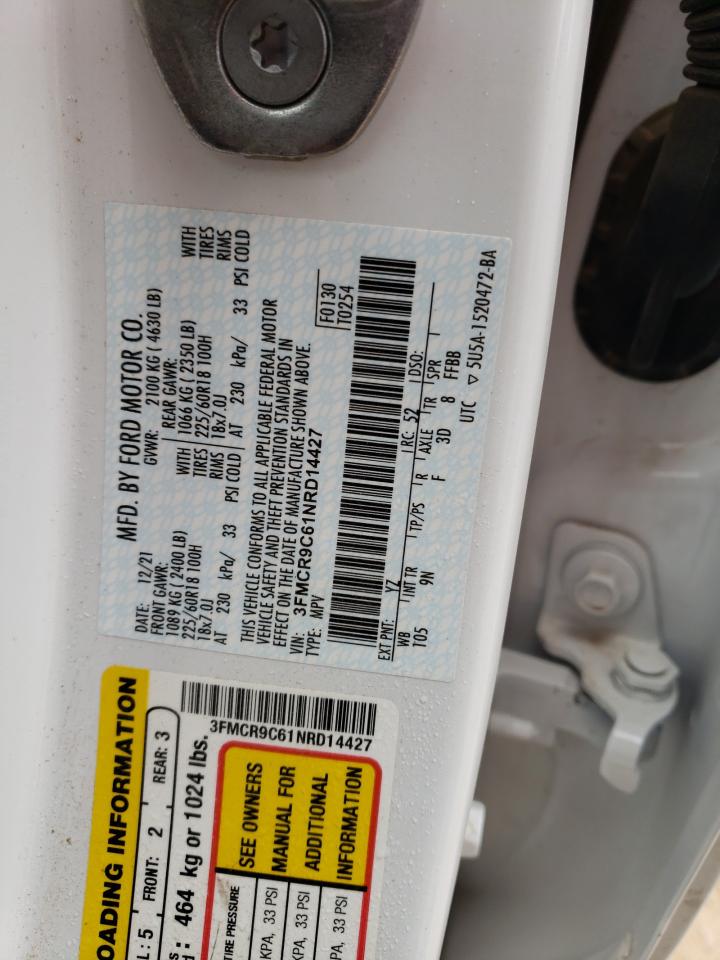 MFD. BY FORD MOTOR CO.
DATE: 12/21 GVWR: 2100 KG ( 4630 LB)
FRONT GAWR: REAR GAWR:
1089 KG ( 2400 LB) WITH 1066 KG ( 2350 LB) WITH
225/60R18 100H TIRES 225/60R18 100H TIRES
18x7.0J RIMS 18x7.0J RIMS
AT 230 kPa/ 33 PSI COLD AT 230 kPa/ 33 PSI COLD
THIS VEHICLE CONFORMS TO ALL APPLICABLE FEDERAL MOTOR
VEHICLE SAFETY AND THEFT PREVENTION STANDARDS IN
EFFECT ON THE DATE OF MANUFACTURE SHOWN ABOVE.
VIN: 3FMCR9C61NRD14427 F0130
TYPE: MPV T0254
EXT PNT: YZ RC: 52 DSO:
WB INT TR TP/PS R AXLE TR SPR
T05 9N F 3D 8 FFBB
UTC ▽ 5U5A-1520472-BA
OADING INFORMATION
L: 5 FRONT: 2 REAR: 3
464 kg or 1024 lbs.
3FMCR9C61NRD14427
TIRE PRESSURE SEE OWNERS
KPA, 33 PSI MANUAL FOR
KPA, 33 PSI ADDITIONAL
PA, 33 PSI INFORMATION